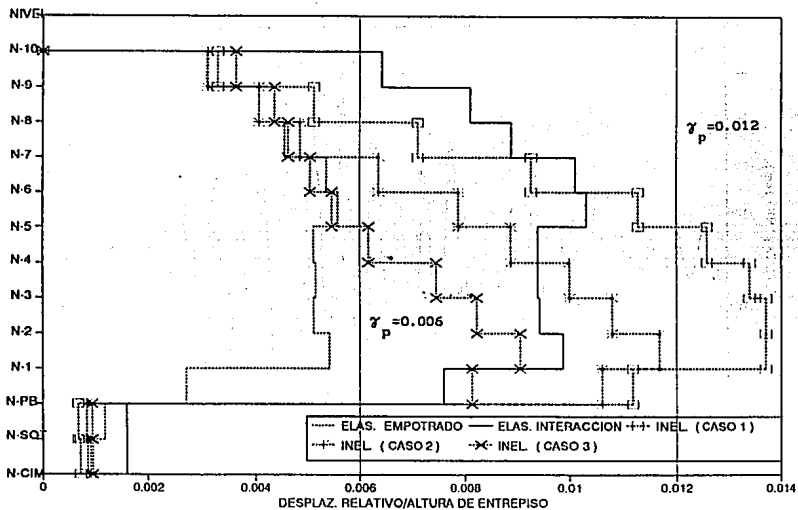 NIVEL
N-10
N-9
N-8
γp=0.012
N-7
N-6
N-5
N-4
N-3
γp=0.006
N-2
N-1
N-PB
ELAS. EMPOTRADO ELAS. INTERACCION INEL. ( CASO 1 )
INEL. ( CASO 2 ) INEL. ( CASO 3 )
N-SOT
N-CIM
0 0.002 0.004 0.006 0.008 0.01 0.012 0.014
DESPLAZ. RELATIVO/ALTURA DE ENTREPISO